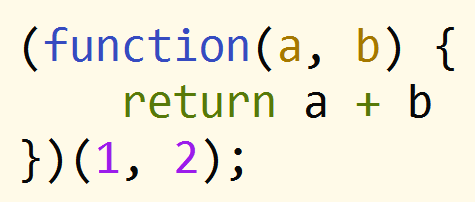 (function(a, b) {
    return a + b
})(1, 2);